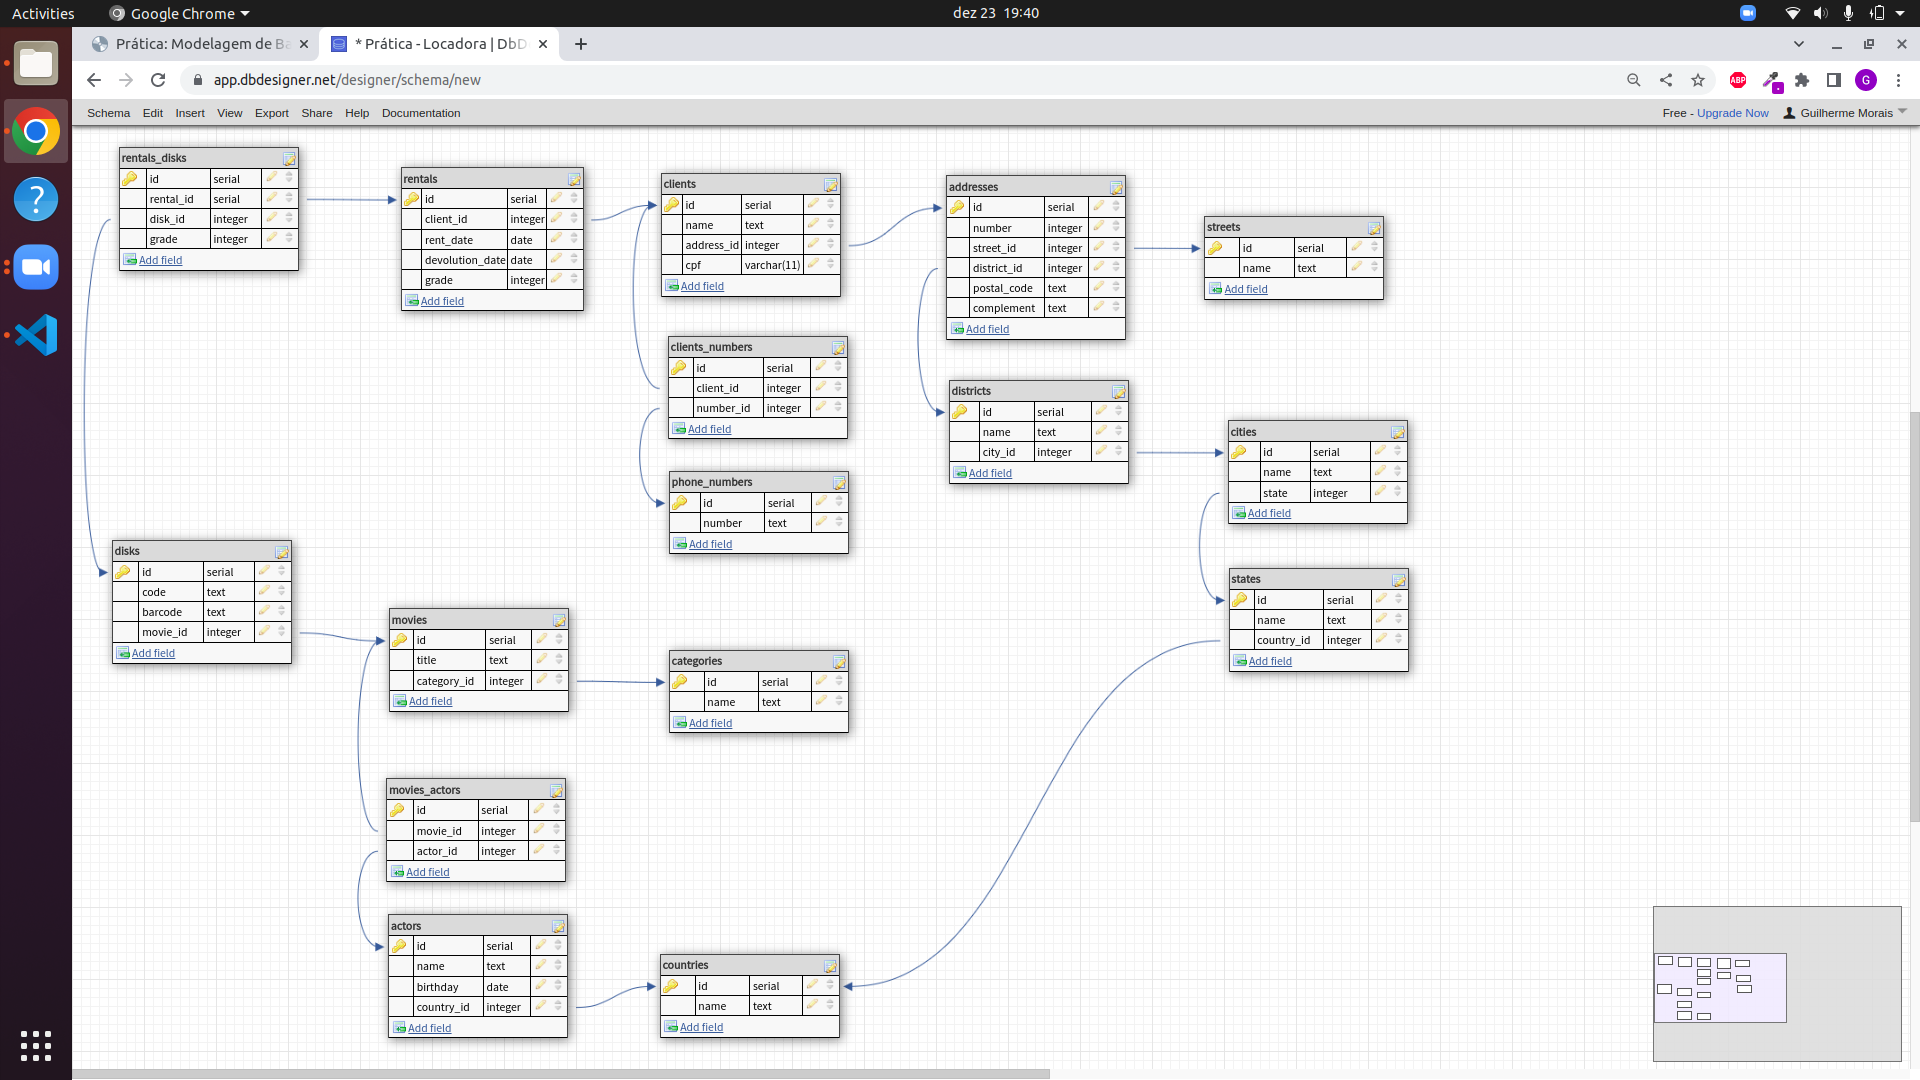 Activities
Google Chrome
dez 23 19:40
Prática: Modelagem de Ba
* Prática - Locadora | DbD
app.dbdesigner.net/designer/schema/new
ABP
G
Schema Edit Insert View Export Share Help Documentation
Free - Upgrade Now
Guilherme Morais
rentals_disks
id serial
rental_id serial
disk_id integer
grade integer
Add field
rentals
id serial
client_id integer
rent_date date
devolution_date date
grade integer
Add field
clients
id serial
name text
address_id integer
cpf varchar(11)
Add field
addresses
id serial
number integer
street_id integer
district_id integer
postal_code text
complement text
Add field
streets
id serial
name text
Add field
clients_numbers
id serial
client_id integer
number_id integer
Add field
districts
id serial
name text
city_id integer
Add field
cities
id serial
name text
state integer
Add field
phone_numbers
id serial
number text
Add field
disks
id serial
code text
barcode text
movie_id integer
Add field
states
id serial
name text
country_id integer
Add field
movies
id serial
title text
category_id integer
Add field
categories
id serial
name text
Add field
movies_actors
id serial
movie_id integer
actor_id integer
Add field
actors
id serial
name text
birthday date
country_id integer
Add field
countries
id serial
name text
Add field